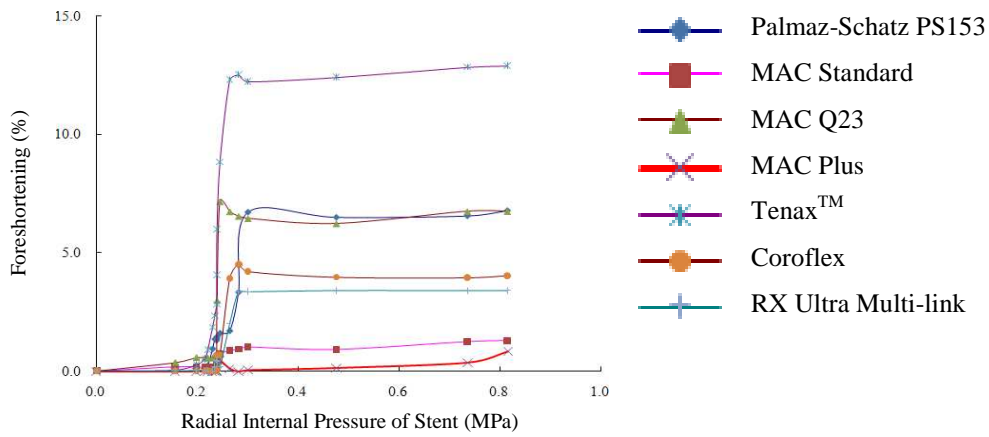 15.0
10.0
5.0
0.0
Foreshortening (%)
0.0 0.2 0.4 0.6 0.8 1.0
Radial Internal Pressure of Stent (MPa)
Palmaz-Schatz PS153
MAC Standard
MAC Q23
MAC Plus
Tenax™
Coroflex
RX Ultra Multi-link